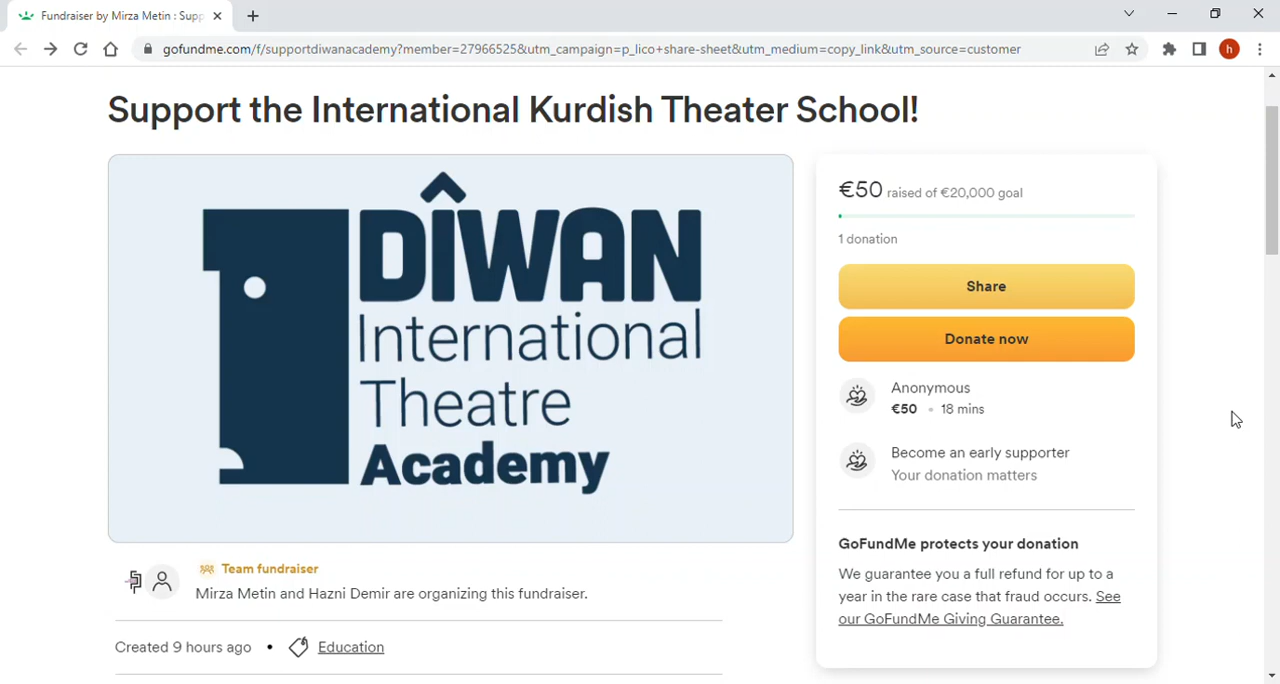 Fundraiser by Mirza Metin : Supp
gofundme.com/f/supportdiwanacademy?member=27966525&utm_campaign=p_lico+share-sheet&utm_medium=copy_link&utm_source=customer
h
Support the International Kurdish Theater School!
DÎWAN
International
Theatre
Academy
€50 raised of €20,000 goal
1 donation
Share
Donate now
Anonymous
€50 • 18 mins
Become an early supporter
Your donation matters
GoFundMe protects your donation
We guarantee you a full refund for up to a
year in the rare case that fraud occurs. See
our GoFundMe Giving Guarantee.
Team fundraiser
Mirza Metin and Hazni Demir are organizing this fundraiser.
Created 9 hours ago • Education